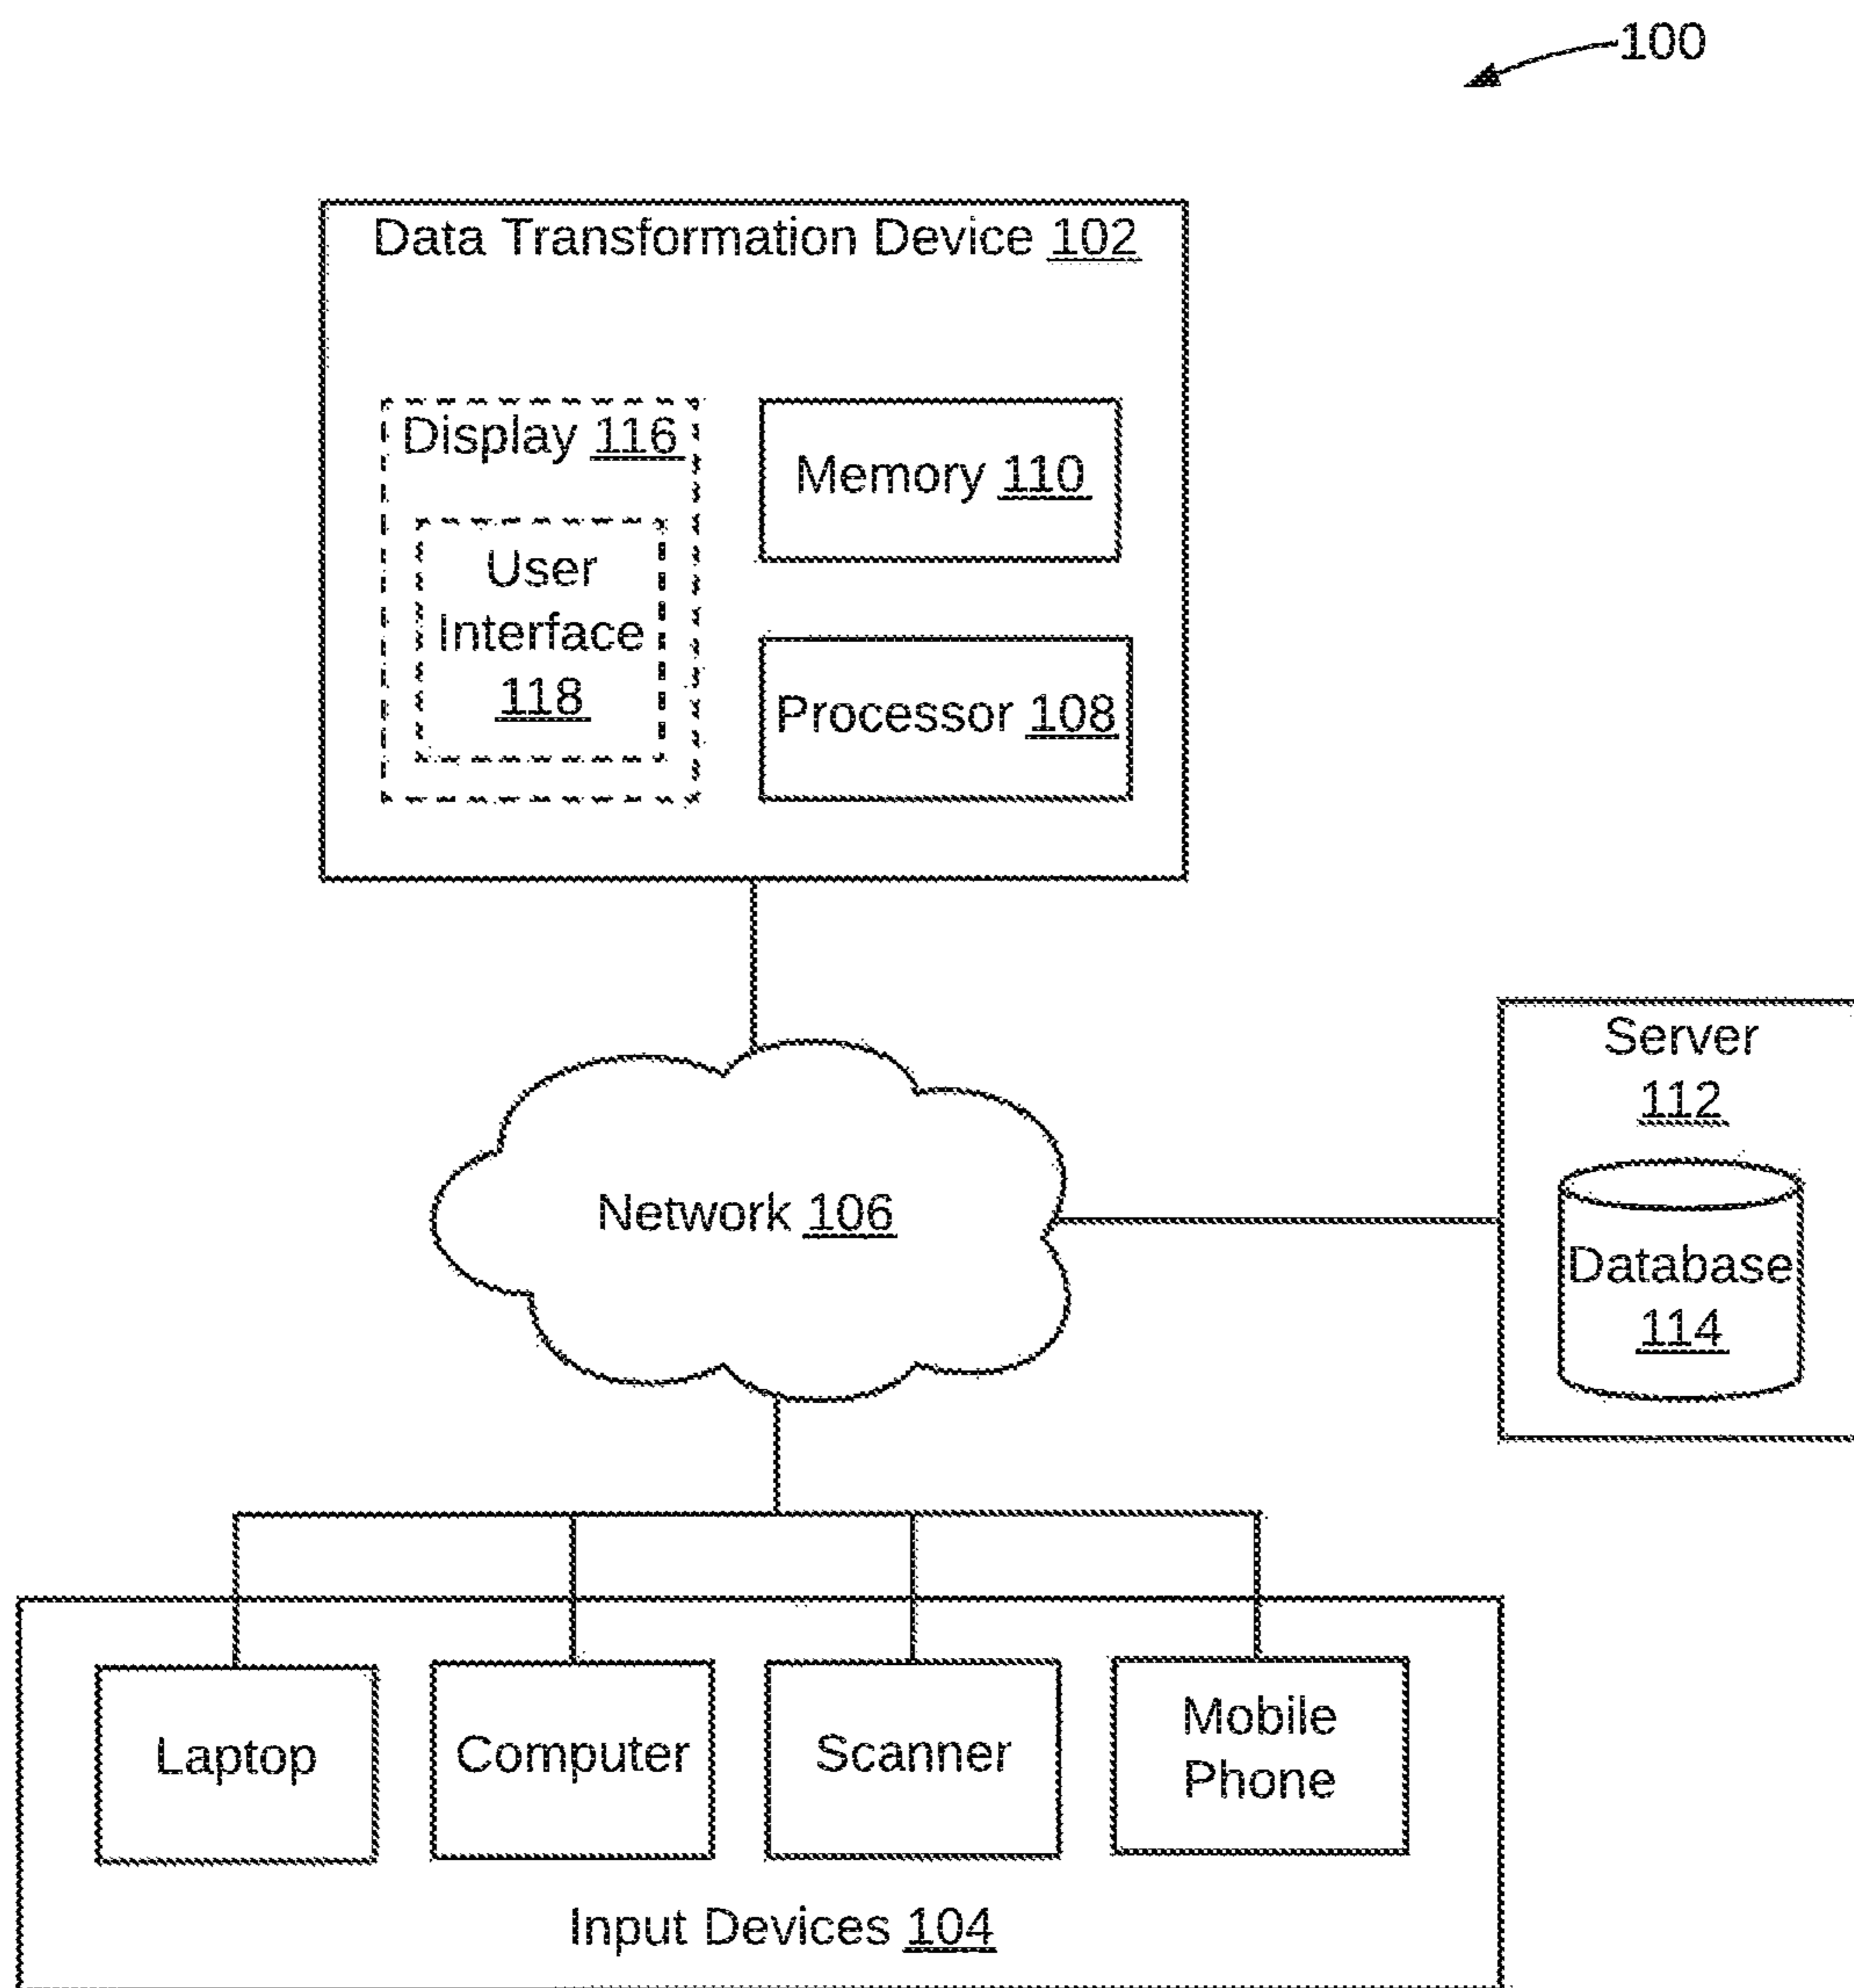 100
Data Transformation Device 102
Display 116
User
Interface
118
Memory 110
Processor 108
Network 106
Server
112
Database
114
Laptop
Computer
Scanner
Mobile
Phone
Input Devices 104